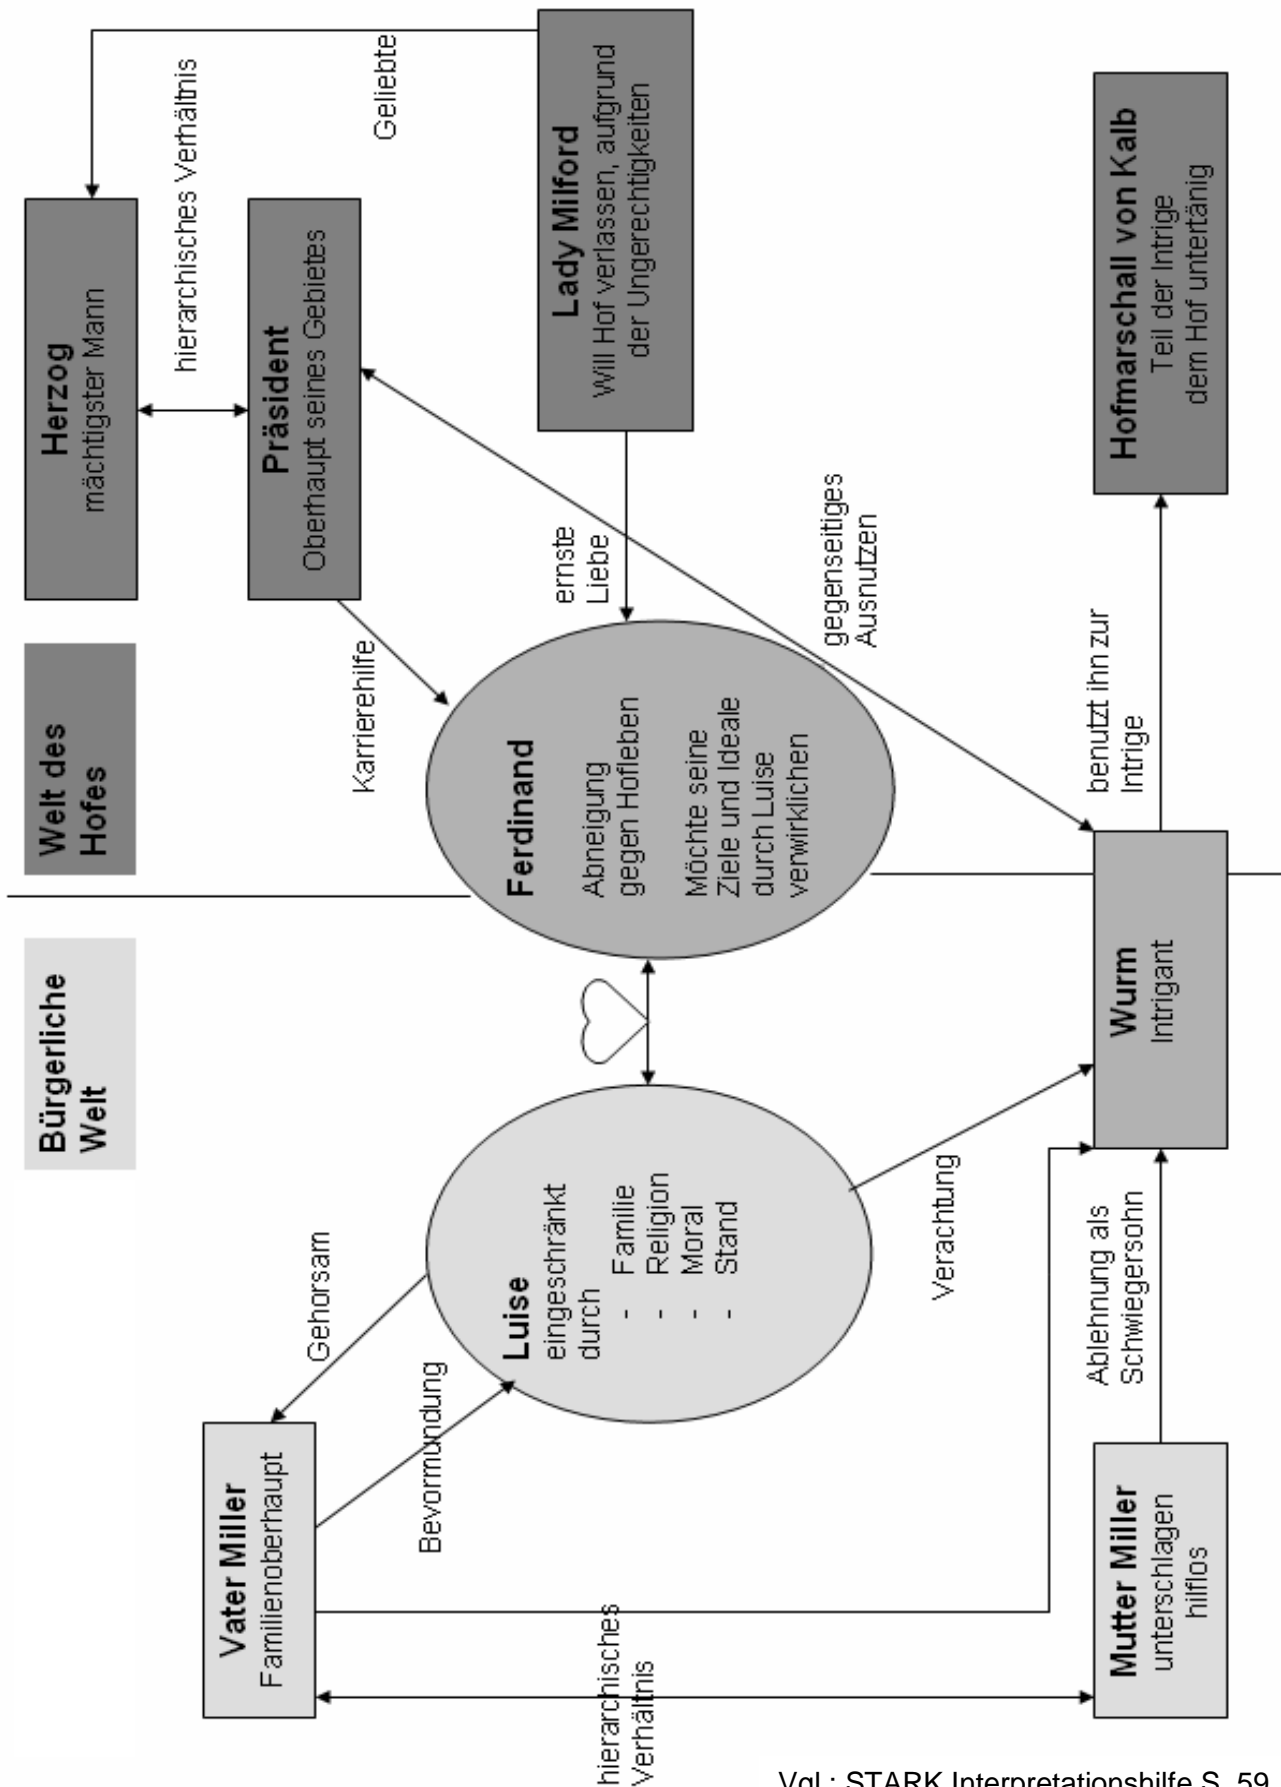 Bürgerliche
Welt
Welt des
Hofes
Herzog
mächtigster Mann
hierarchisches Verhältnis
Vater Miller
Familienoberhaupt
Gehorsam
Präsident
Oberhaupt seines Gebietes
Karrierehilfe
Geliebte
Bevormundung
Luise
eingeschränkt
durch
- Familie
- Religion
- Moral
- Stand
Ferdinand
Abneigung
gegen Hofleben
Möchte seine
Ziele und Ideale
durch Luise
verwirklichen
ernste
Liebe
Lady Milford
Will Hof verlassen, aufgrund
der Ungerechtigkeiten
hierarchisches
Verhältnis
gegenseitiges
Ausnutzen
Verachtung
Mutter Miller
unterschlagen
hilflos
Ablehnung als
Schwiegersohn
Wurm
Intrigant
benutzt ihn zur
Intrige
Hofmarschall von Kalb
Teil der Intrige
dem Hof untertänig
Vgl.: STARK Interpretationshilfe S. 59